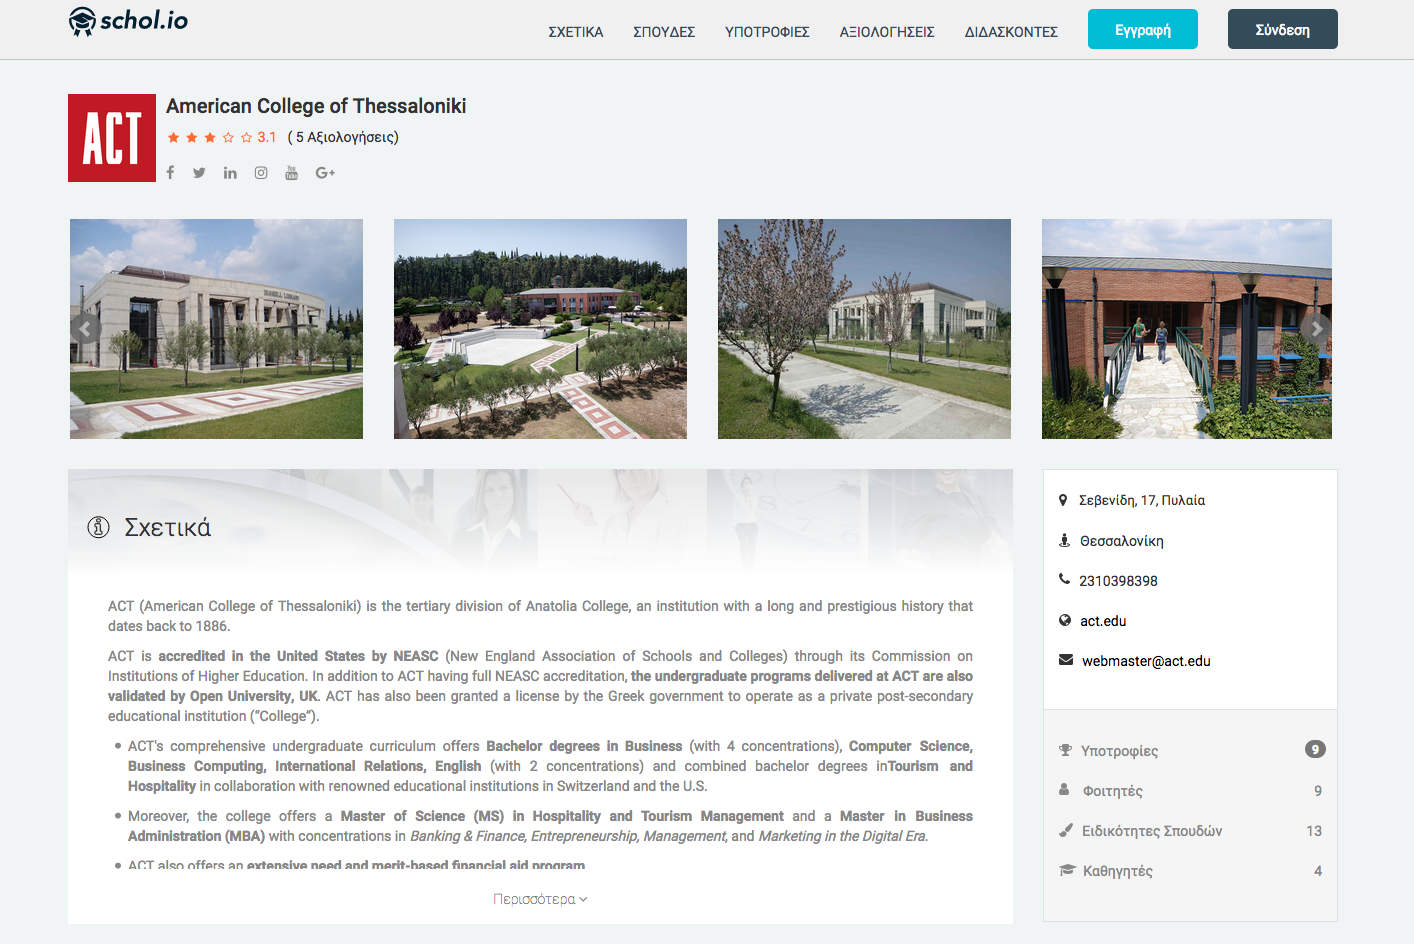 schol.io
ΣΧΕΤΙΚΑ ΣΠΟΥΔΕΣ ΥΠΟΤΡΟΦΙΕΣ ΑΞΙΟΛΟΓΗΣΕΙΣ ΔΙΔΑΣΚΟΝΤΕΣ Εγγραφή Σύνδεση
ACT
American College of Thessaloniki
3.1 ( 5 Αξιολογήσεις)
Σχετικά
ACT (American College of Thessaloniki) is the tertiary division of Anatolia College, an institution with a long and prestigious history that
dates back to 1886.
ACT is accredited in the United States by NEASC (New England Association of Schools and Colleges) through its Commission on
Institutions of Higher Education. In addition to ACT having full NEASC accreditation, the undergraduate programs delivered at ACT are also
validated by Open University, UK. ACT has also been granted a license by the Greek government to operate as a private post-secondary
educational institution (“College”).
• ACT's comprehensive undergraduate curriculum offers Bachelor degrees in Business (with 4 concentrations), Computer Science,
Business Computing, International Relations, English (with 2 concentrations) and combined bachelor degrees inTourism and
Hospitality in collaboration with renowned educational institutions in Switzerland and the U.S.
• Moreover, the college offers a Master of Science (MS) in Hospitality and Tourism Management and a Master in Business
Administration (MBA) with concentrations in Banking & Finance, Entrepreneurship, Management, and Marketing in the Digital Era.
• ACT also offers an extensive need and merit-based financial aid program
Περισσότερα
Σεβενίδη, 17, Πυλαία
Θεσσαλονίκη
2310398398
act.edu
webmaster@act.edu
Υποτροφίες 9
Φοιτητές 9
Ειδικότητες Σπουδών 13
Καθηγητές 4